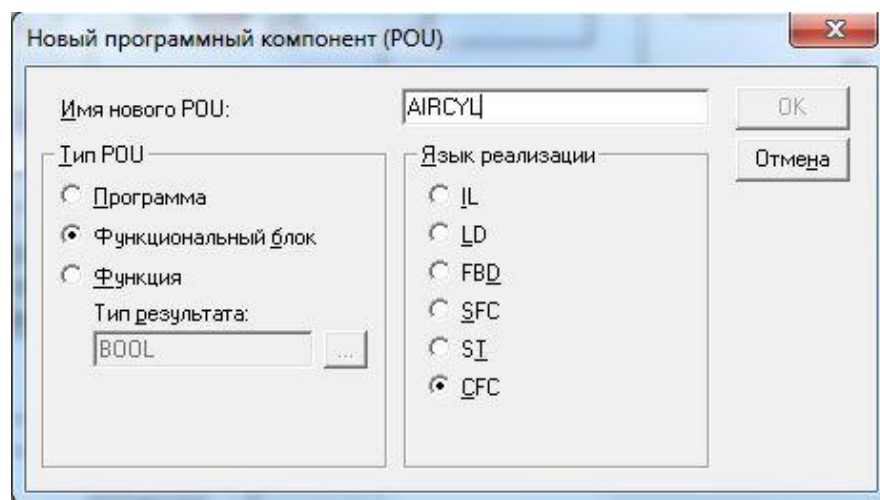 Новый программный компонент (POU)
Имя нового POU:
AIRCYL
OK
Отмена
Тип POU
Программа
Функциональный блок
Функция
Тип результата:
BOOL
...
Язык реализации
IL
LD
FBD
SFC
ST
CFC